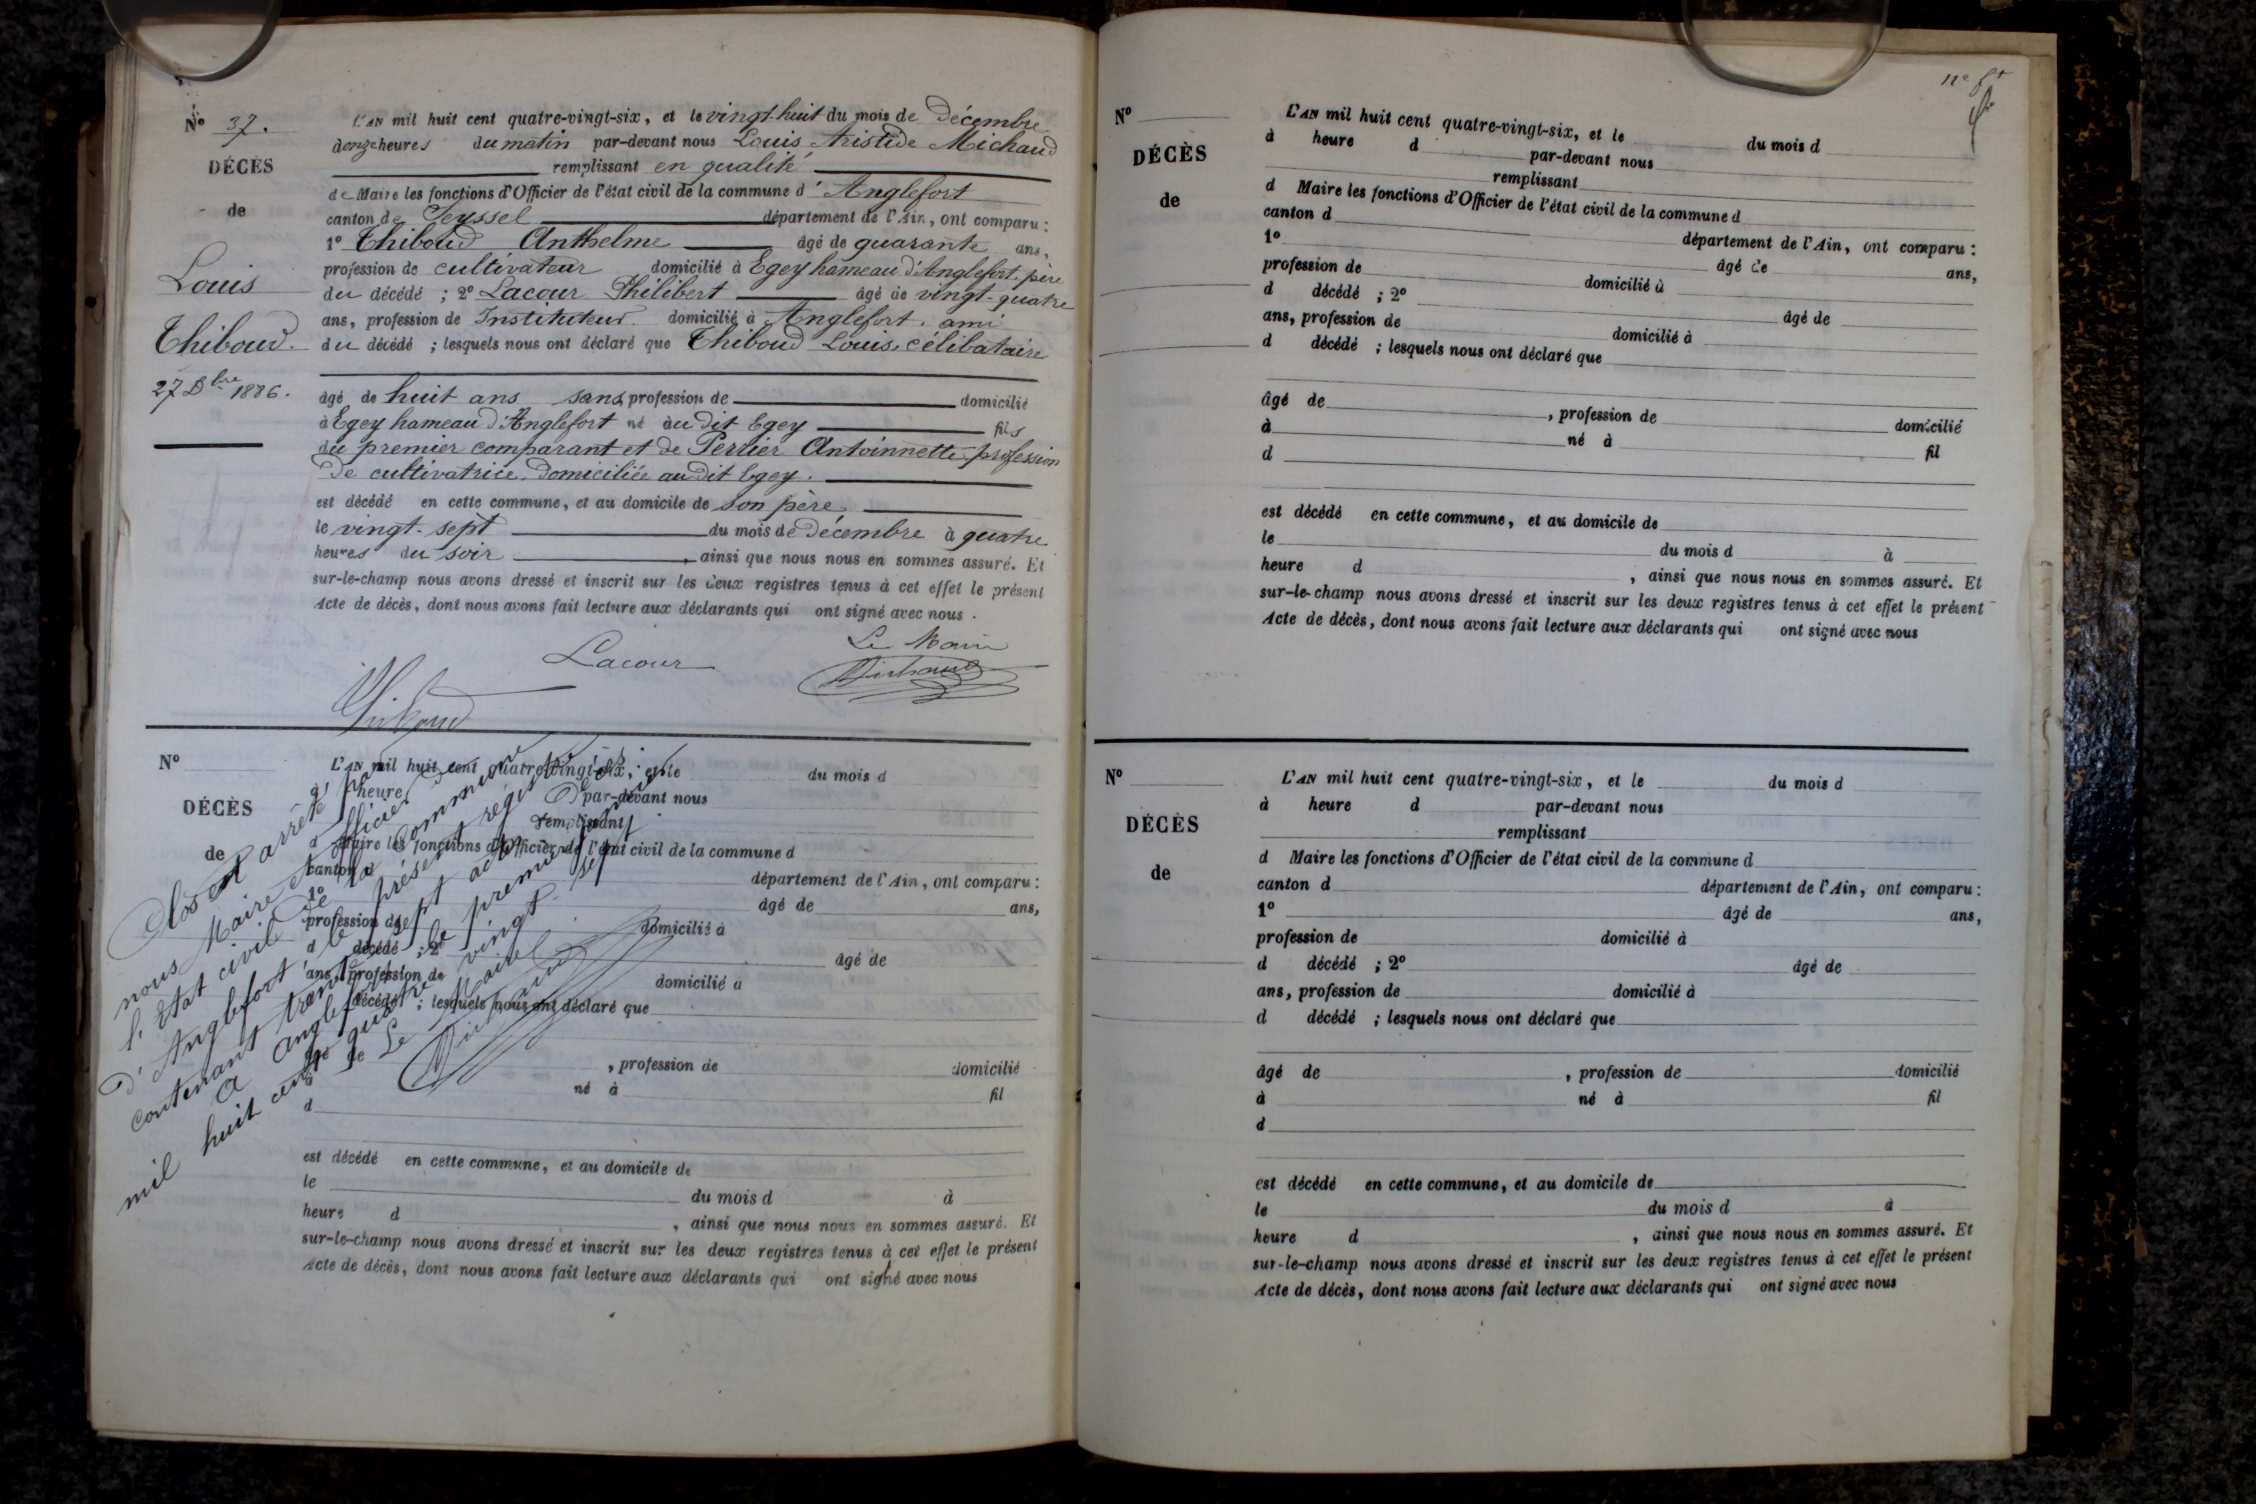 N° 37.
DÉCÈS
de
Louis
Thiboud.
27 Dbre 1886.
L'AN mil huit cent quatre-vingt-six, et le vingt-huit du mois de Décembre
à onze heures du matin par-devant nous Louis Aristide Michaud
remplissant en qualité
de Maire les fonctions d'Officier de l'état civil de la commune d'Anglefort
canton de Seyssel département de l'Ain, ont comparu :
1° Thiboud Anthelme âgé de quarante ans,
profession de cultivateur domicilié à Egey hameau d'Anglefort, père
du décédé ; 2° Lacour Philibert âgé de vingt-quatre
ans, profession de Instituteur domicilié à Anglefort, ami
du décédé ; lesquels nous ont déclaré que Thiboud Louis, célibataire
âgé de huit ans sans profession de domicilié
à Egey hameau d'Anglefort né au dit Egey fils
du premier comparant et de Perrier Antoinnette, profession
de cultivatrice, domiciliée au dit Egey.
est décédé en cette commune, et au domicile de son père
le vingt-sept du mois de Décembre à quatre
heures du soir , ainsi que nous nous en sommes assuré. Et
sur-le-champ nous avons dressé et inscrit sur les deux registres tenus à cet effet le présent
Acte de décès, dont nous avons fait lecture aux déclarants qui ont signé avec nous.
Le Maire
Lacour
Michaud
Thiboud
N°
DÉCÈS
de
L'AN mil huit cent quatre-vingt-six, et le du mois d
à heure d par-devant nous
remplissant
d Maire les fonctions d'Officier de l'état civil de la commune d
canton d département de l'Ain, ont comparu :
1° âgé de ans,
profession de domicilié à
d décédé ; 2° âgé de
ans, profession de domicilié à
d décédé ; lesquels nous ont déclaré que
âgé de , profession de domicilié
à né à fil
d
est décédé en cette commune, et au domicile de
le du mois d à
heure d , ainsi que nous nous en sommes assuré. Et
sur-le-champ nous avons dressé et inscrit sur les deux registres tenus à cet effet le présent
Acte de décès, dont nous avons fait lecture aux déclarants qui ont signé avec nous
Clos et arrêté par
nous Maire et officier de
l'état civil de la commune
d'Anglefort, le présent registre
contenant trente sept actes
A Anglefort le premier janvier
mil huit cent quatre vingt-sept
Le Maire
Michaud
N°
DÉCÈS
de
L'AN mil huit cent quatre-vingt-six, et le du mois d
à heure d par-devant nous
remplissant
d Maire les fonctions d'Officier de l'état civil de la commune d
canton d département de l'Ain, ont comparu :
1° âgé de ans,
profession de domicilié à
d décédé ; 2° âgé de
ans, profession de domicilié à
d décédé ; lesquels nous ont déclaré que
âgé de , profession de domicilié
à né à fil
d
est décédé en cette commune, et au domicile de
le du mois d à
heure d , ainsi que nous nous en sommes assuré. Et
sur-le-champ nous avons dressé et inscrit sur les deux registres tenus à cet effet le présent
Acte de décès, dont nous avons fait lecture aux déclarants qui ont signé avec nous
N°
DÉCÈS
de
L'AN mil huit cent quatre-vingt-six, et le du mois d
à heure d par-devant nous
remplissant
d Maire les fonctions d'Officier de l'état civil de la commune d
canton d département de l'Ain, ont comparu :
1° âgé de ans,
profession de domicilié à
d décédé ; 2° âgé de
ans, profession de domicilié à
d décédé ; lesquels nous ont déclaré que
âgé de , profession de domicilié
à né à fil
d
est décédé en cette commune, et au domicile de
le du mois d à
heure d , ainsi que nous nous en sommes assuré. Et
sur-le-champ nous avons dressé et inscrit sur les deux registres tenus à cet effet le présent
Acte de décès, dont nous avons fait lecture aux déclarants qui ont signé avec nous